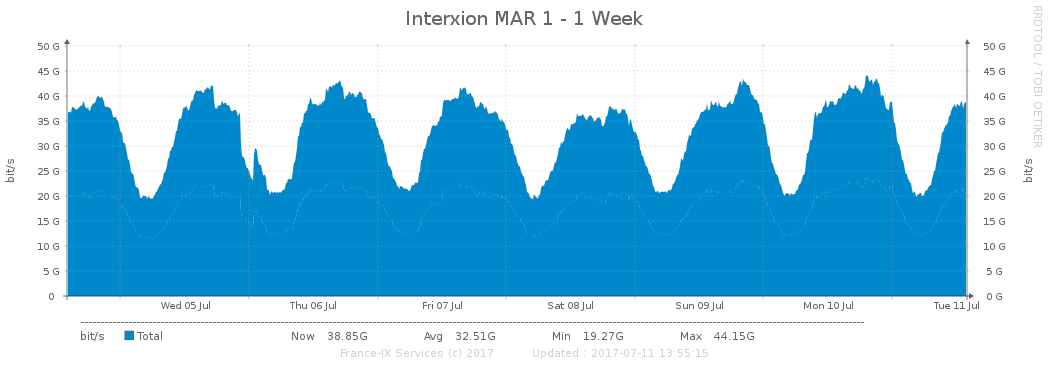 Interxion MAR 1 - 1 Week
RRDTOOL / TOBI OETIKER
50 G 50 G
45 G 45 G
40 G 40 G
35 G 35 G
30 G 30 G
25 G 25 G
20 G 20 G
15 G 15 G
10 G 10 G
5 G 5 G
0 0 G
bit/s bit/s
Wed 05 Jul Thu 06 Jul Fri 07 Jul Sat 08 Jul Sun 09 Jul Mon 10 Jul Tue 11 Jul
bit/s Total Now 38.85G Avg 32.51G Min 19.27G Max 44.15G
France-IX Services (c) 2017 Updated : 2017-07-11 13:55:15